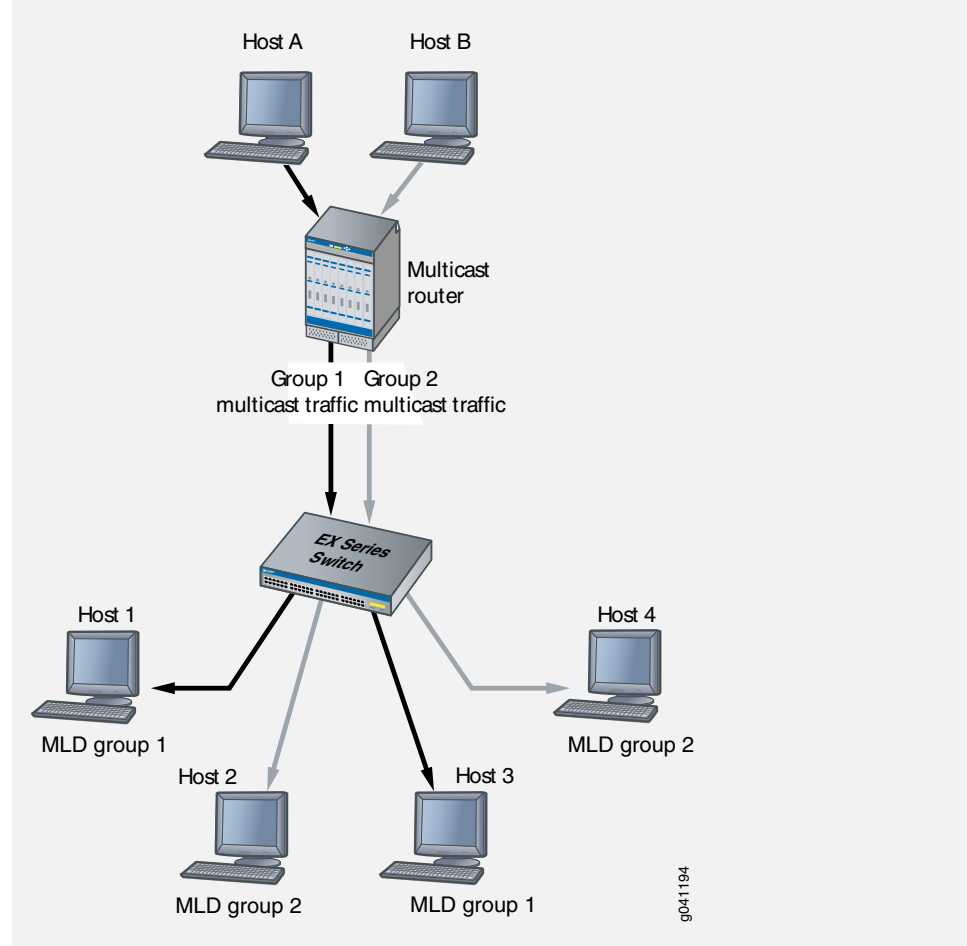 Host A
Host B
Multicast
router
Group 1
multicast traffic
Group 2
multicast traffic
EX Series
Switch
Host 1
MLD group 1
Host 4
MLD group 2
Host 2
MLD group 2
Host 3
MLD group 1
g041194